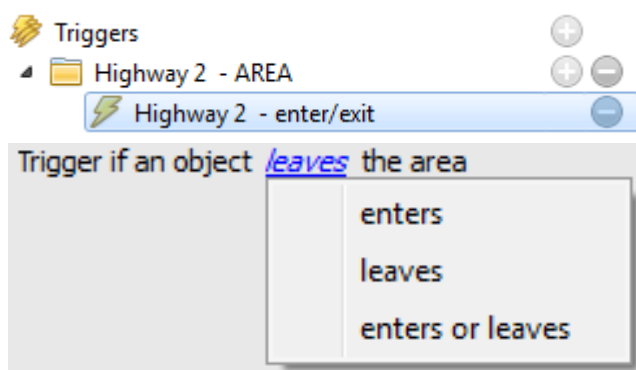 Triggers
Highway 2 - AREA
Highway 2 - enter/exit
Trigger if an object leaves the area
enters
leaves
enters or leaves